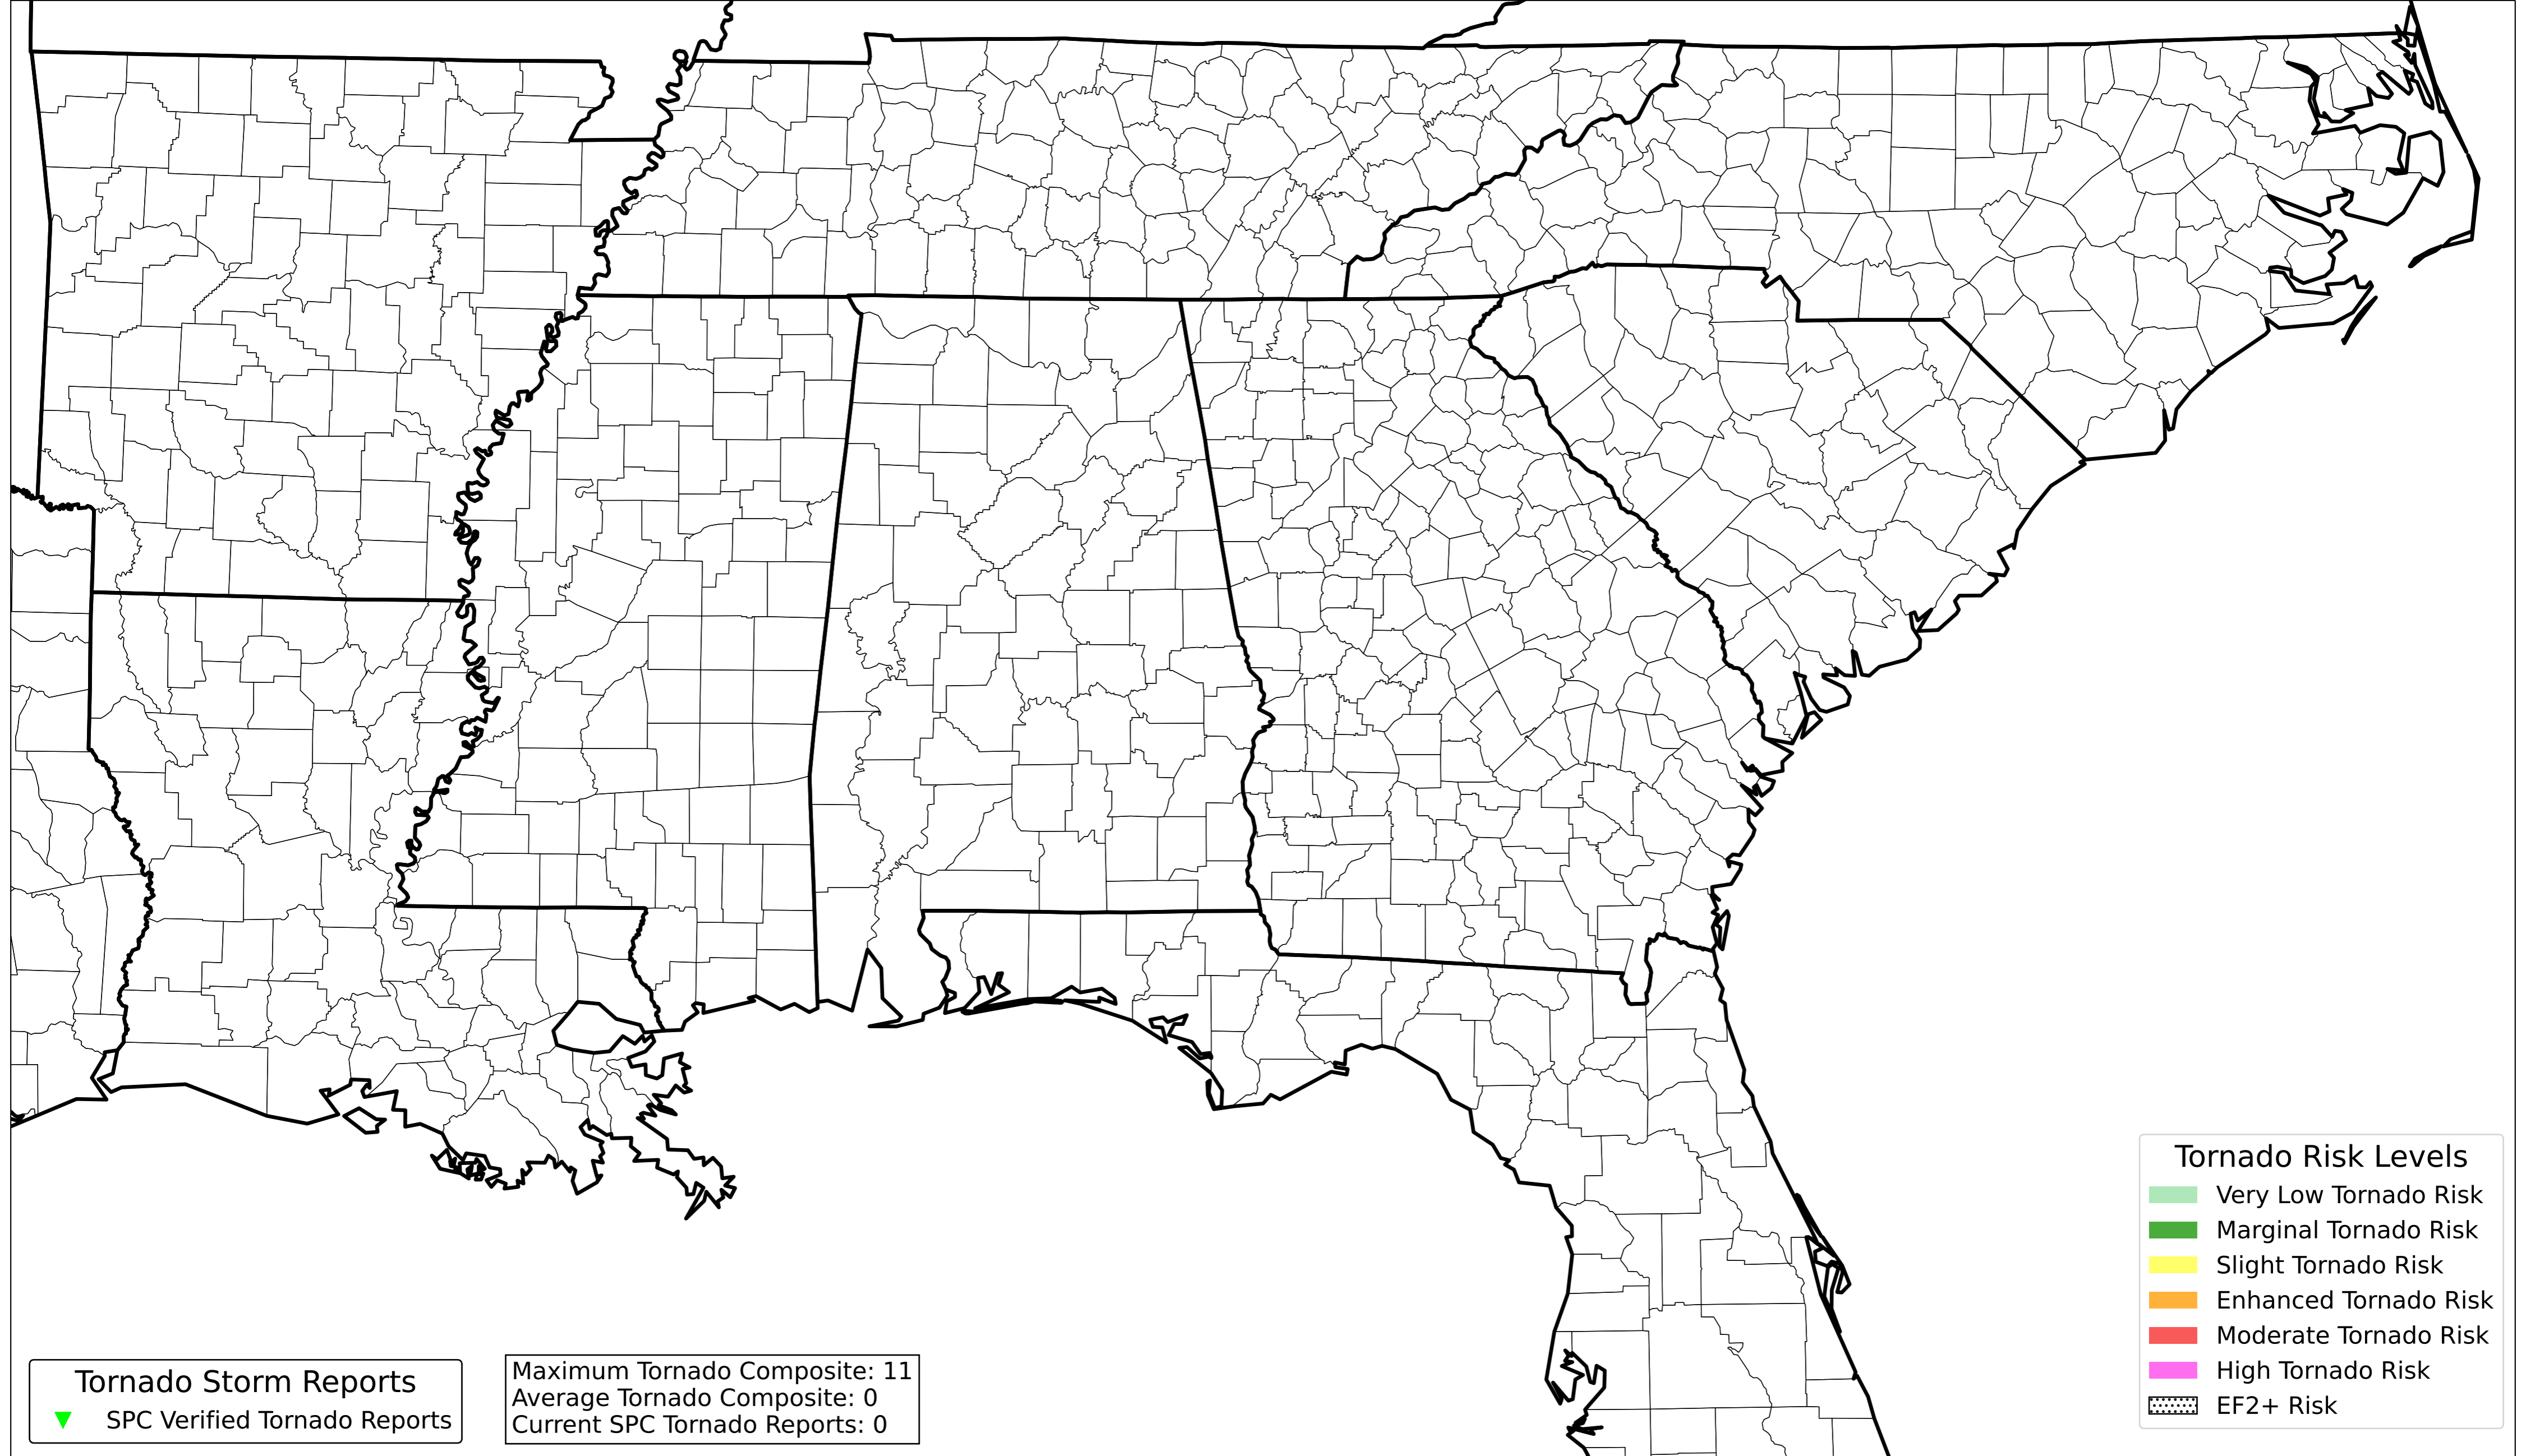 Tornado Risk Levels
Very Low Tornado Risk
Marginal Tornado Risk
Slight Tornado Risk
Enhanced Tornado Risk
Moderate Tornado Risk
High Tornado Risk
EF2+ Risk
Tornado Storm Reports
SPC Verified Tornado Reports
Maximum Tornado Composite: 11
Average Tornado Composite: 0
Current SPC Tornado Reports: 0